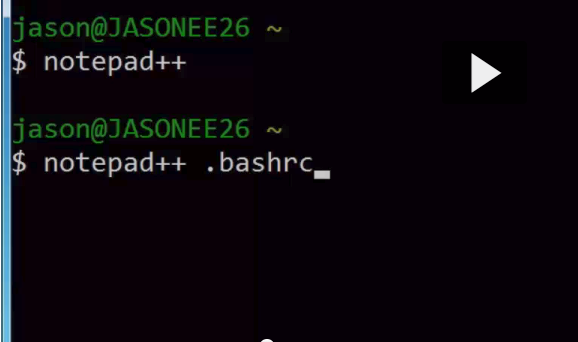 jason@JASONEE26 ~
$ notepad++
jason@JASONEE26 ~
$ notepad++ .bashrc